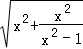 √(x² + x²/(x² − 1))